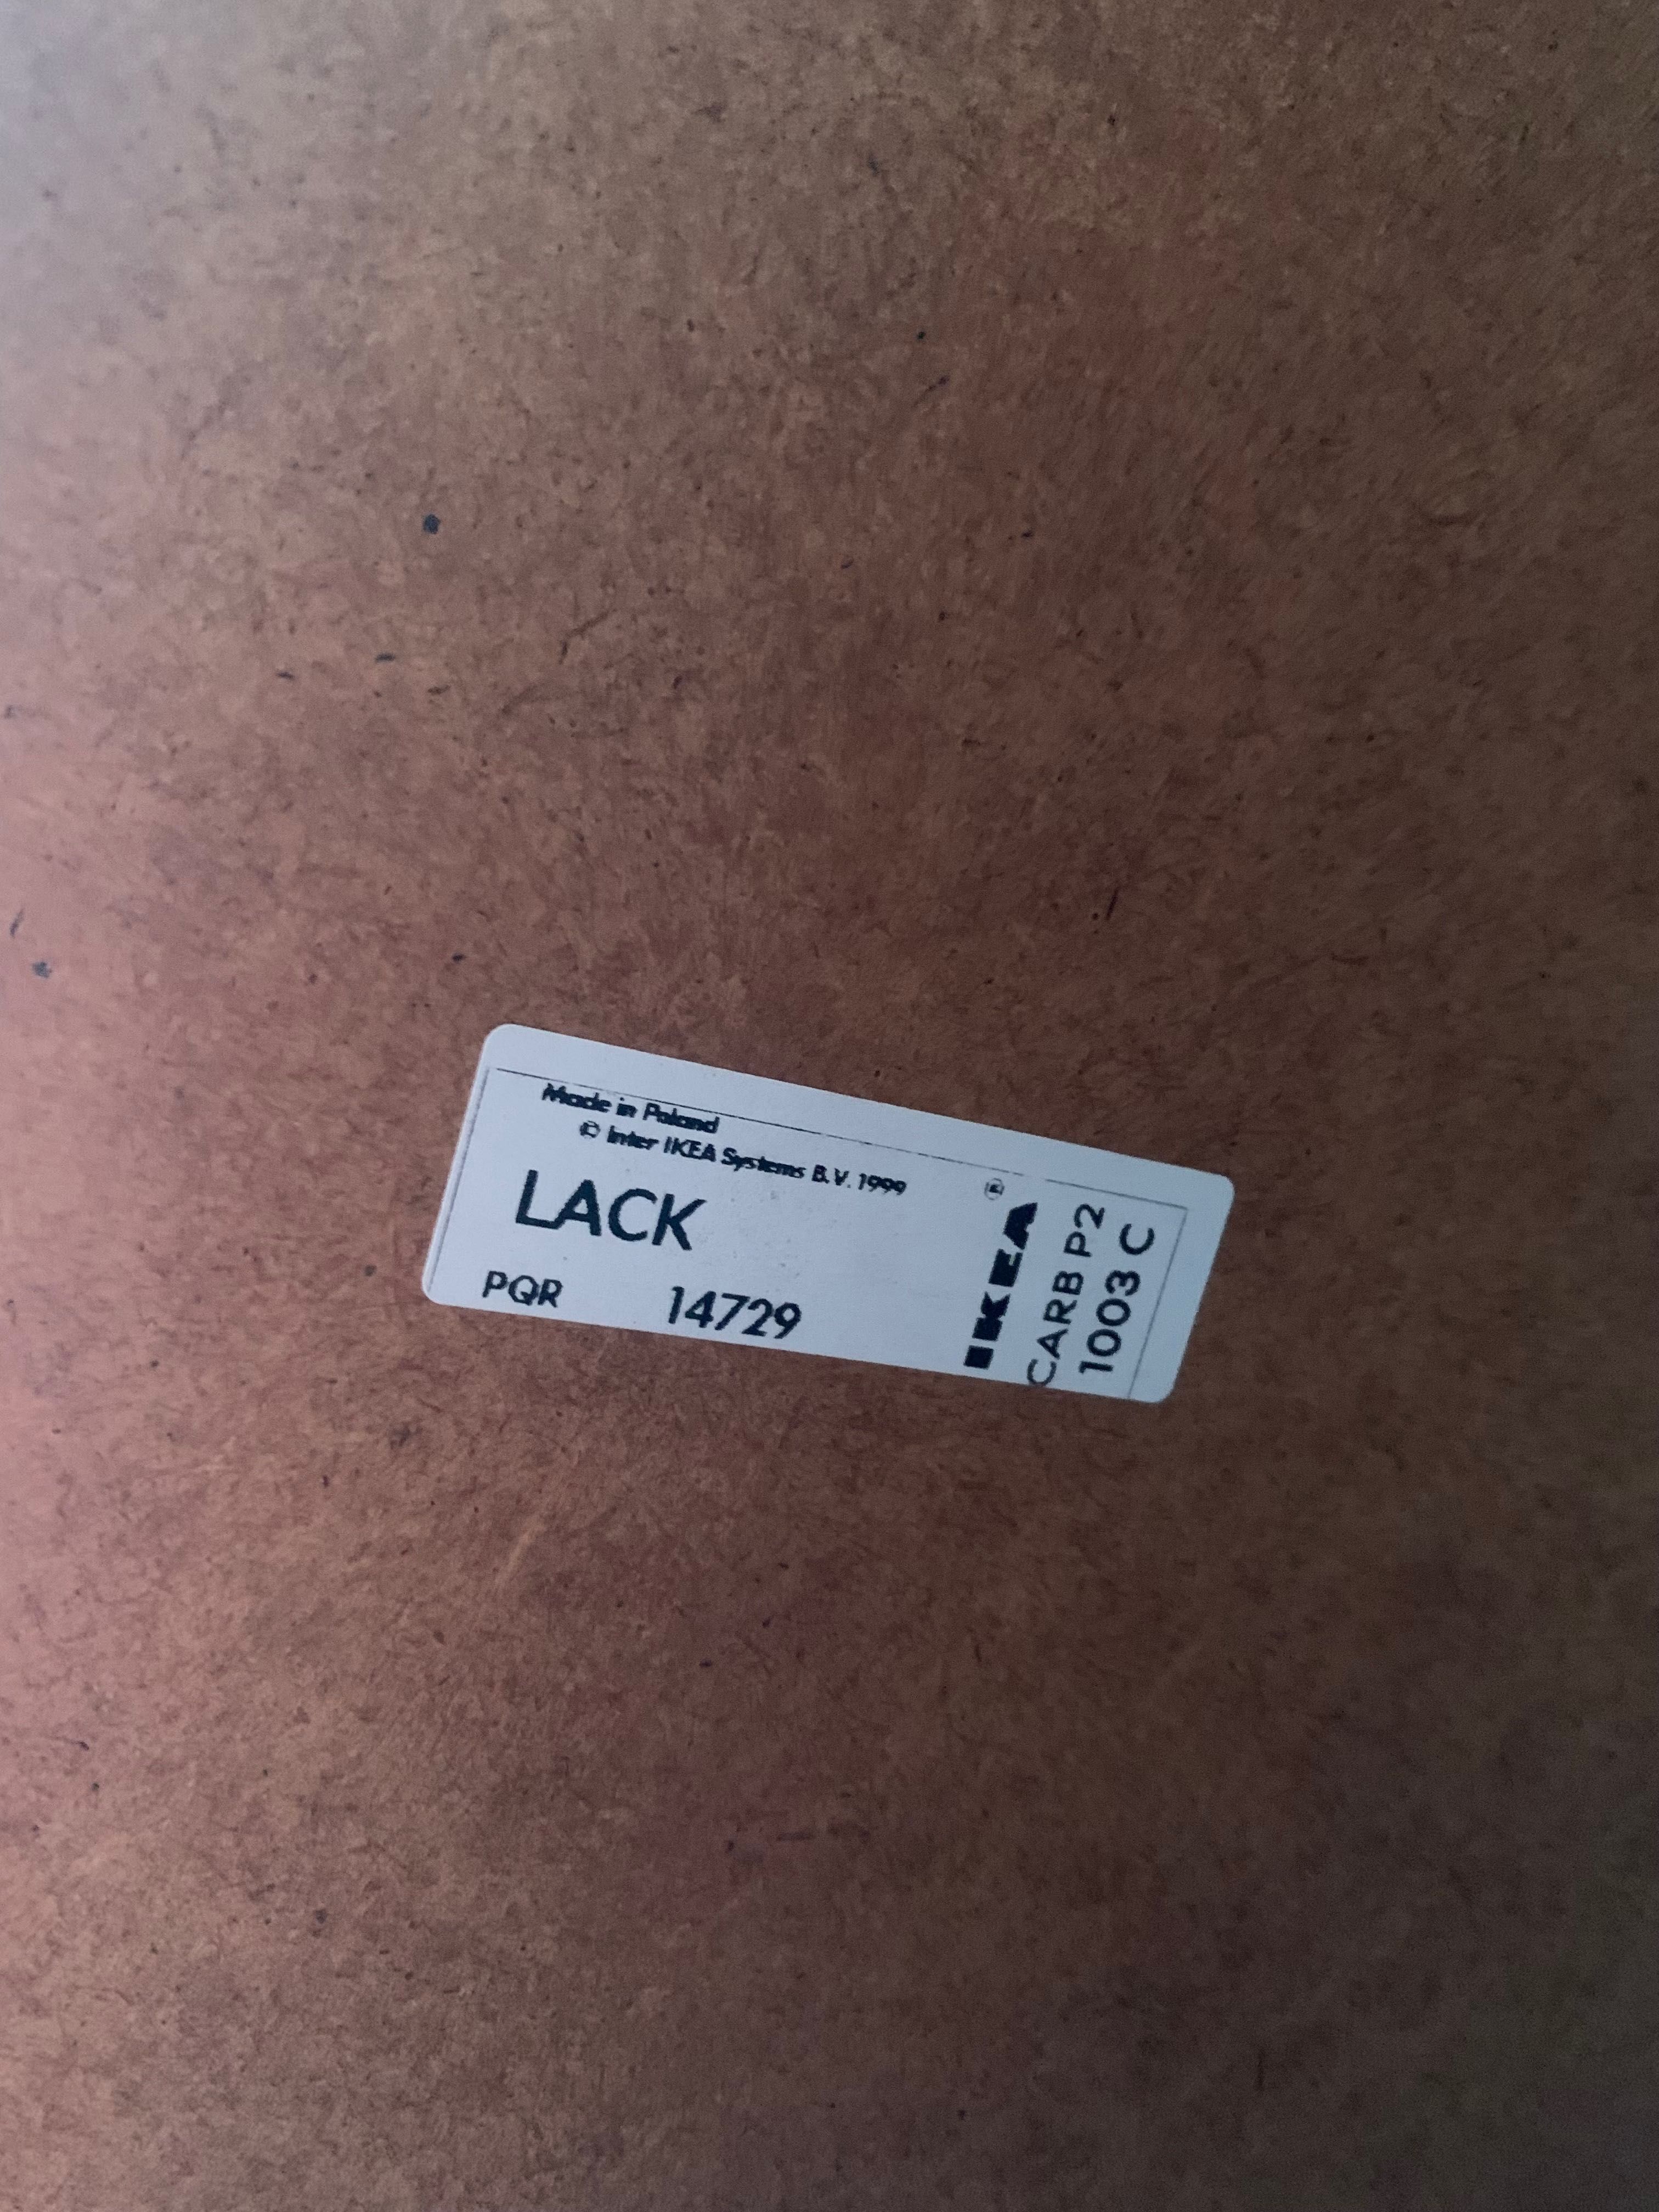 Made in Poland
© Inter IKEA Systems B.V. 1999
LACK
PQR 14729
®
IKEA
CARB P2
1003 C